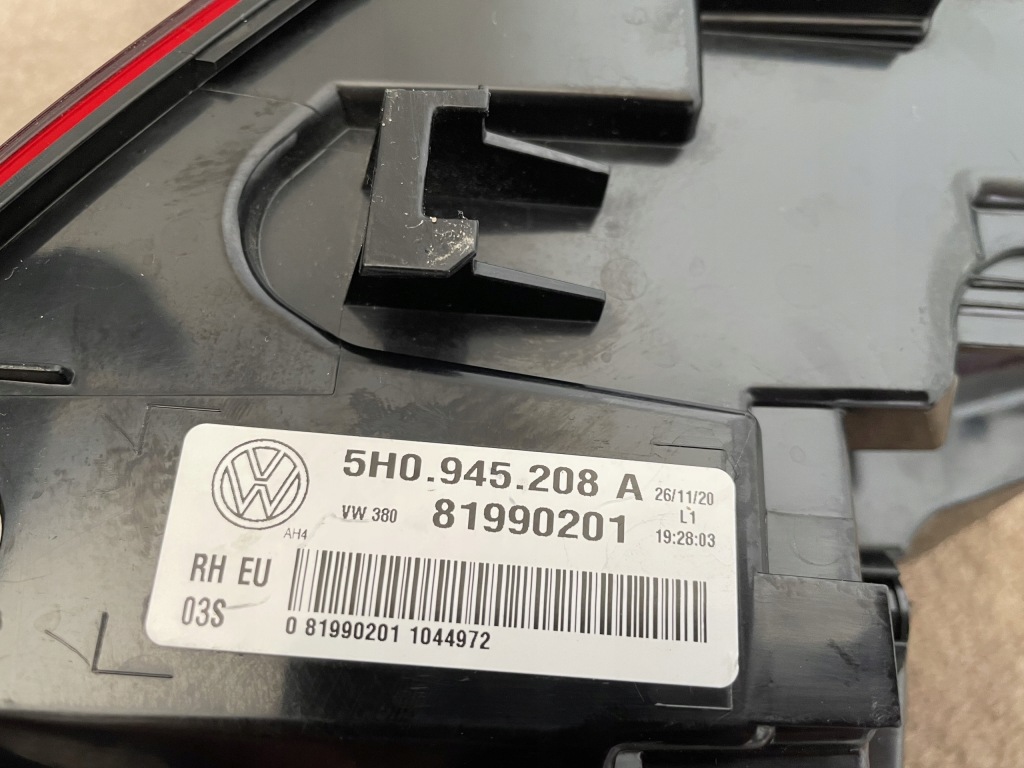 5H0.945.208 A 26/11/20
VW 380 81990201 L1
AH4 19:28:03
RH EU
03S
0 81990201 1044972